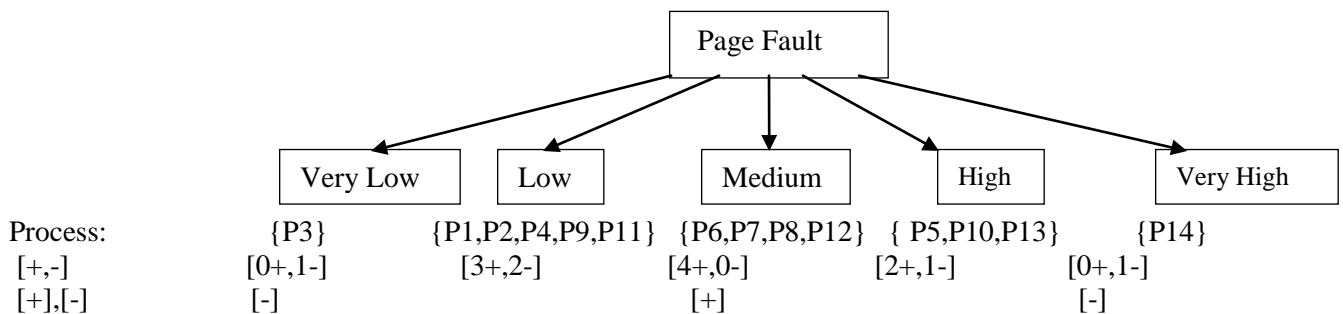 Page Fault
Very Low Low Medium High Very High
Process: {P3} {P1,P2,P4,P9,P11} {P6,P7,P8,P12} { P5,P10,P13} {P14}
[+,-] [0+,1-] [3+,2-] [4+,0-] [2+,1-] [0+,1-]
[+],[-] [-] [+] [-]